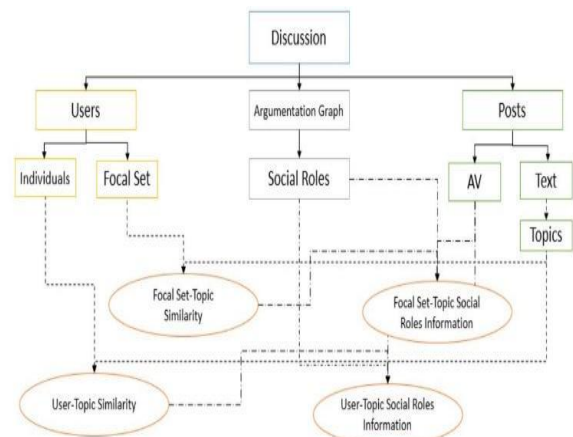 Discussion
Users
Argumentation Graph
Posts
Individuals
Focal Set
Social Roles
AV
Text
Topics
Focal Set-Topic
Similarity
Focal Set-Topic Social
Roles Information
User-Topic Similarity
User-Topic Social Roles
Information